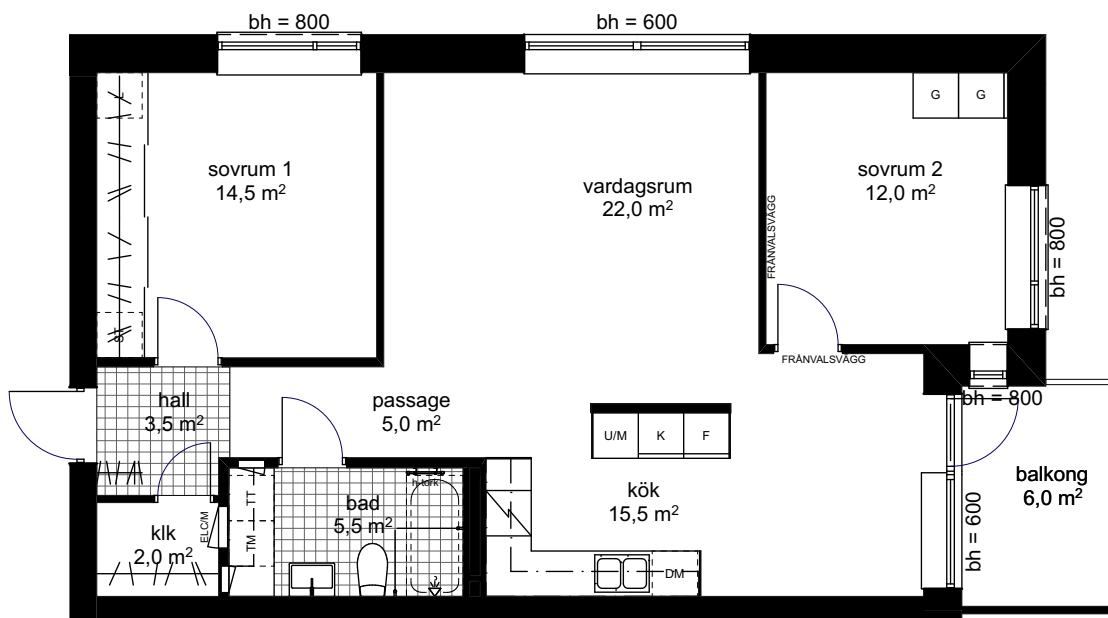 bh = 800
bh = 600
L
G
G
sovrum 1
14,5 m²
vardagsrum
22,0 m²
sovrum 2
12,0 m²
FRÅNVALSVÄGG
bh = 800
ST
FRÅNVALSVÄGG
bh = 800
hall
3,5 m²
passage
5,0 m²
U/M
K
F
balkong
6,0 m²
h-tork
kök
15,5 m²
TT
bad
5,5 m²
ELC/M
klk
2,0 m²
TM
DM
bh = 600